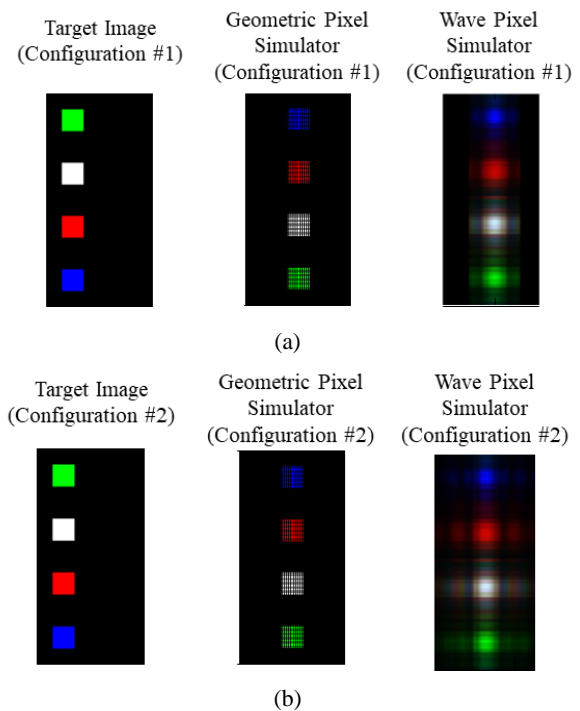 Target Image
(Configuration #1)
Geometric Pixel
Simulator
(Configuration #1)
Wave Pixel
Simulator
(Configuration #1)
(a)
Target Image
(Configuration #2)
Geometric Pixel
Simulator
(Configuration #2)
Wave Pixel
Simulator
(Configuration #2)
(b)